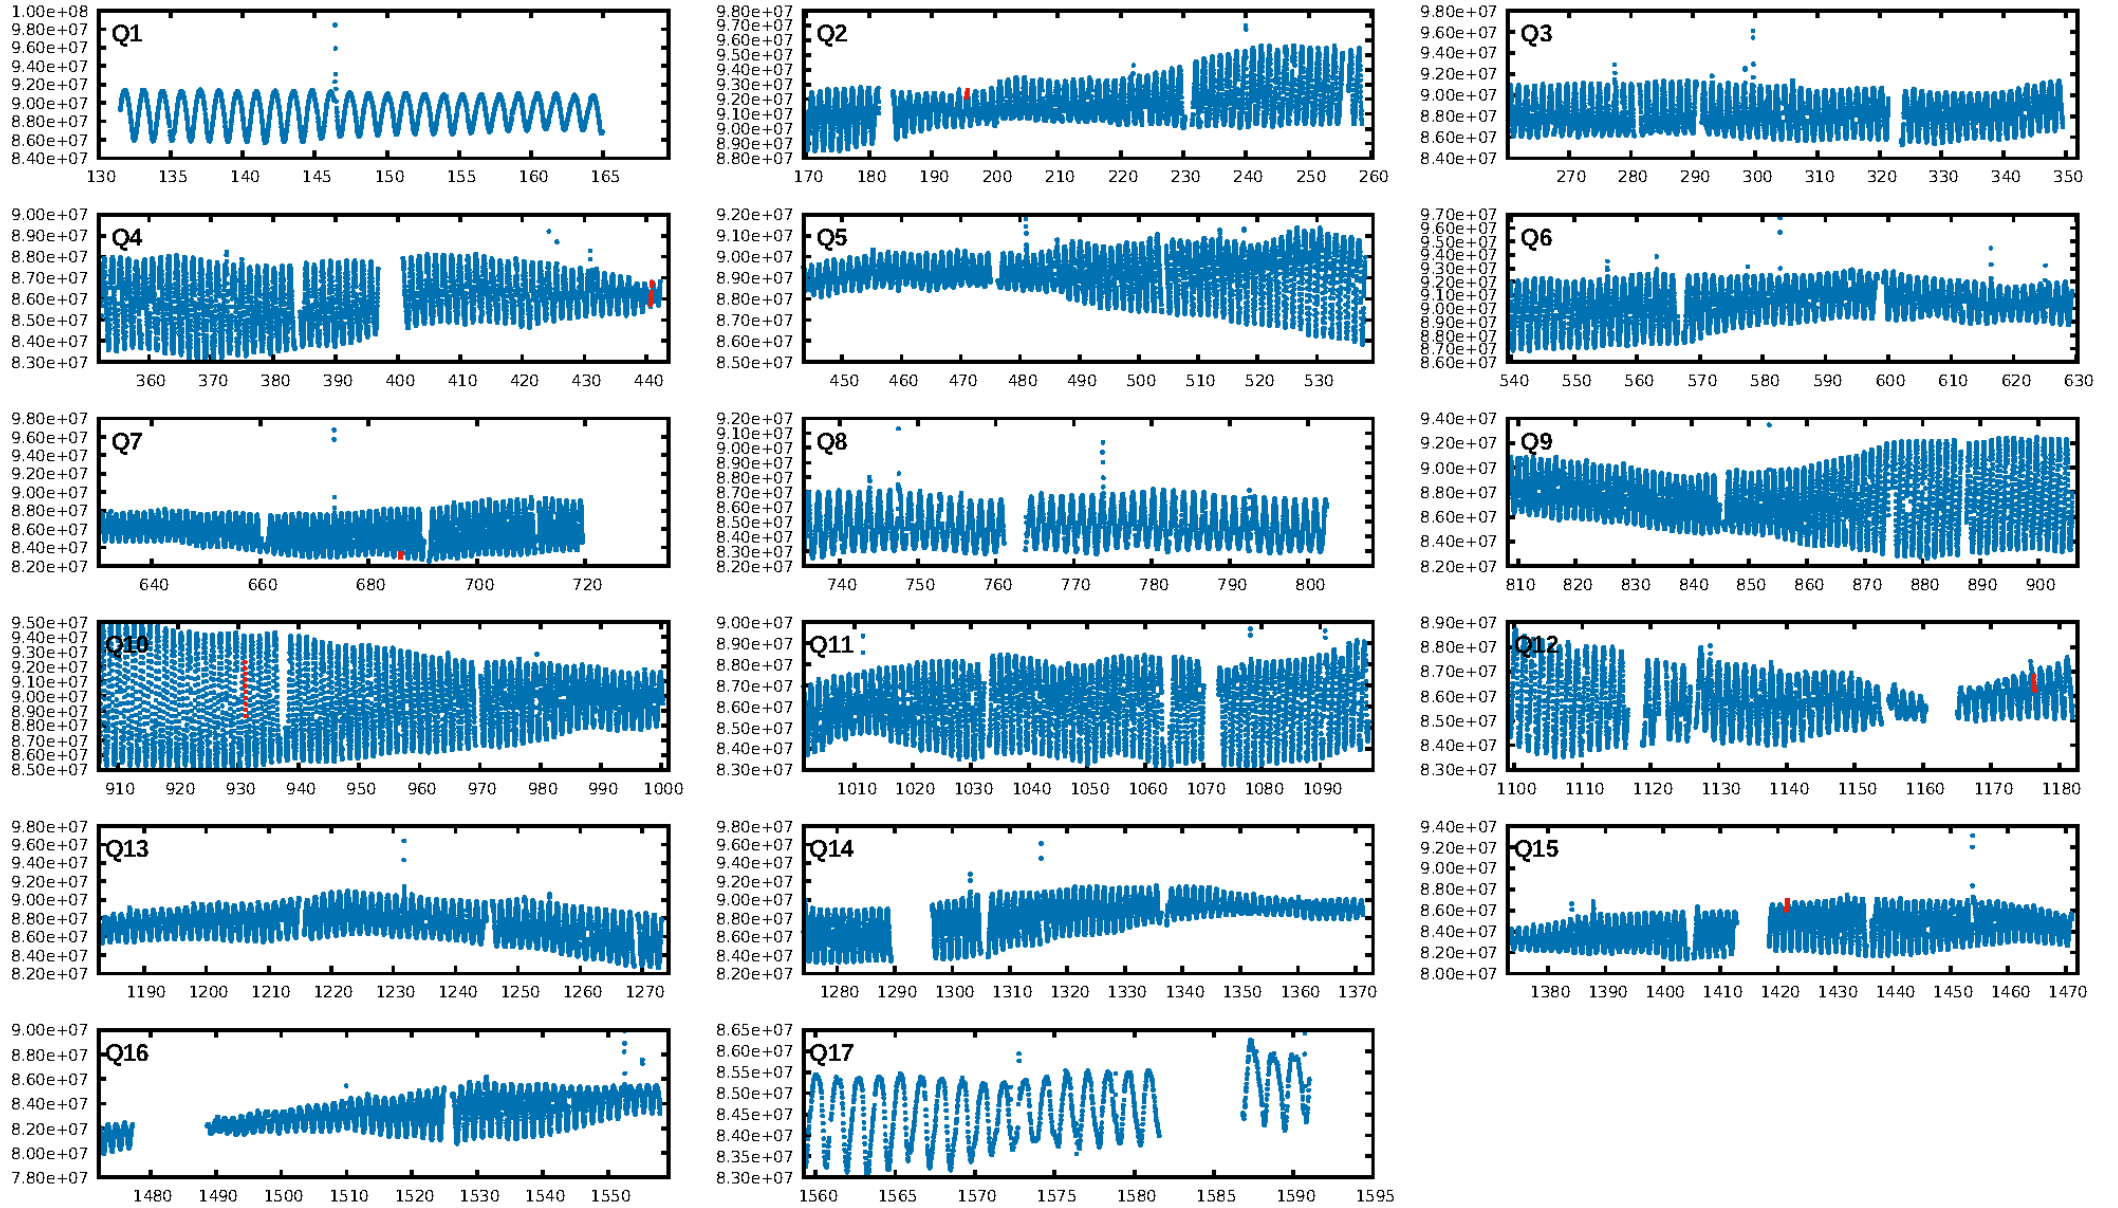 1.00e+08
9.80e+07
9.60e+07
9.40e+07
9.20e+07
9.00e+07
8.80e+07
8.60e+07
8.40e+07
Q1
130 135 140 145 150 155 160 165
9.80e+07
9.70e+07
9.60e+07
9.50e+07
9.40e+07
9.30e+07
9.20e+07
9.10e+07
9.00e+07
8.90e+07
8.80e+07
Q2
170 180 190 200 210 220 230 240 250 260
9.80e+07
9.60e+07
9.40e+07
9.20e+07
9.00e+07
8.80e+07
8.60e+07
8.40e+07
Q3
270 280 290 300 310 320 330 340 350
9.00e+07
8.90e+07
8.80e+07
8.70e+07
8.60e+07
8.50e+07
8.40e+07
8.30e+07
Q4
360 370 380 390 400 410 420 430 440
9.20e+07
9.10e+07
9.00e+07
8.90e+07
8.80e+07
8.70e+07
8.60e+07
8.50e+07
Q5
450 460 470 480 490 500 510 520 530
9.70e+07
9.60e+07
9.50e+07
9.40e+07
9.30e+07
9.20e+07
9.10e+07
9.00e+07
8.90e+07
8.80e+07
8.70e+07
8.60e+07
Q6
540 550 560 570 580 590 600 610 620 630
9.80e+07
9.60e+07
9.40e+07
9.20e+07
9.00e+07
8.80e+07
8.60e+07
8.40e+07
8.20e+07
Q7
640 660 680 700 720
9.20e+07
9.10e+07
9.00e+07
8.90e+07
8.80e+07
8.70e+07
8.60e+07
8.50e+07
8.40e+07
8.30e+07
8.20e+07
Q8
740 750 760 770 780 790 800
9.40e+07
9.20e+07
9.00e+07
8.80e+07
8.60e+07
8.40e+07
8.20e+07
Q9
810 820 830 840 850 860 870 880 890 900
9.50e+07
9.40e+07
9.30e+07
9.20e+07
9.10e+07
9.00e+07
8.90e+07
8.80e+07
8.70e+07
8.60e+07
8.50e+07
Q10
910 920 930 940 950 960 970 980 990 1000
9.00e+07
8.90e+07
8.80e+07
8.70e+07
8.60e+07
8.50e+07
8.40e+07
8.30e+07
Q11
1010 1020 1030 1040 1050 1060 1070 1080 1090
8.90e+07
8.80e+07
8.70e+07
8.60e+07
8.50e+07
8.40e+07
8.30e+07
Q12
1100 1110 1120 1130 1140 1150 1160 1170 1180
9.80e+07
9.60e+07
9.40e+07
9.20e+07
9.00e+07
8.80e+07
8.60e+07
8.40e+07
8.20e+07
Q13
1190 1200 1210 1220 1230 1240 1250 1260 1270
9.80e+07
9.60e+07
9.40e+07
9.20e+07
9.00e+07
8.80e+07
8.60e+07
8.40e+07
8.20e+07
Q14
1280 1290 1300 1310 1320 1330 1340 1350 1360 1370
9.40e+07
9.20e+07
9.00e+07
8.80e+07
8.60e+07
8.40e+07
8.20e+07
8.00e+07
Q15
1380 1390 1400 1410 1420 1430 1440 1450 1460 1470
9.00e+07
8.80e+07
8.60e+07
8.40e+07
8.20e+07
8.00e+07
7.80e+07
Q16
1480 1490 1500 1510 1520 1530 1540 1550
8.65e+07
8.60e+07
8.55e+07
8.50e+07
8.45e+07
8.40e+07
8.35e+07
8.30e+07
Q17
1560 1565 1570 1575 1580 1585 1590 1595